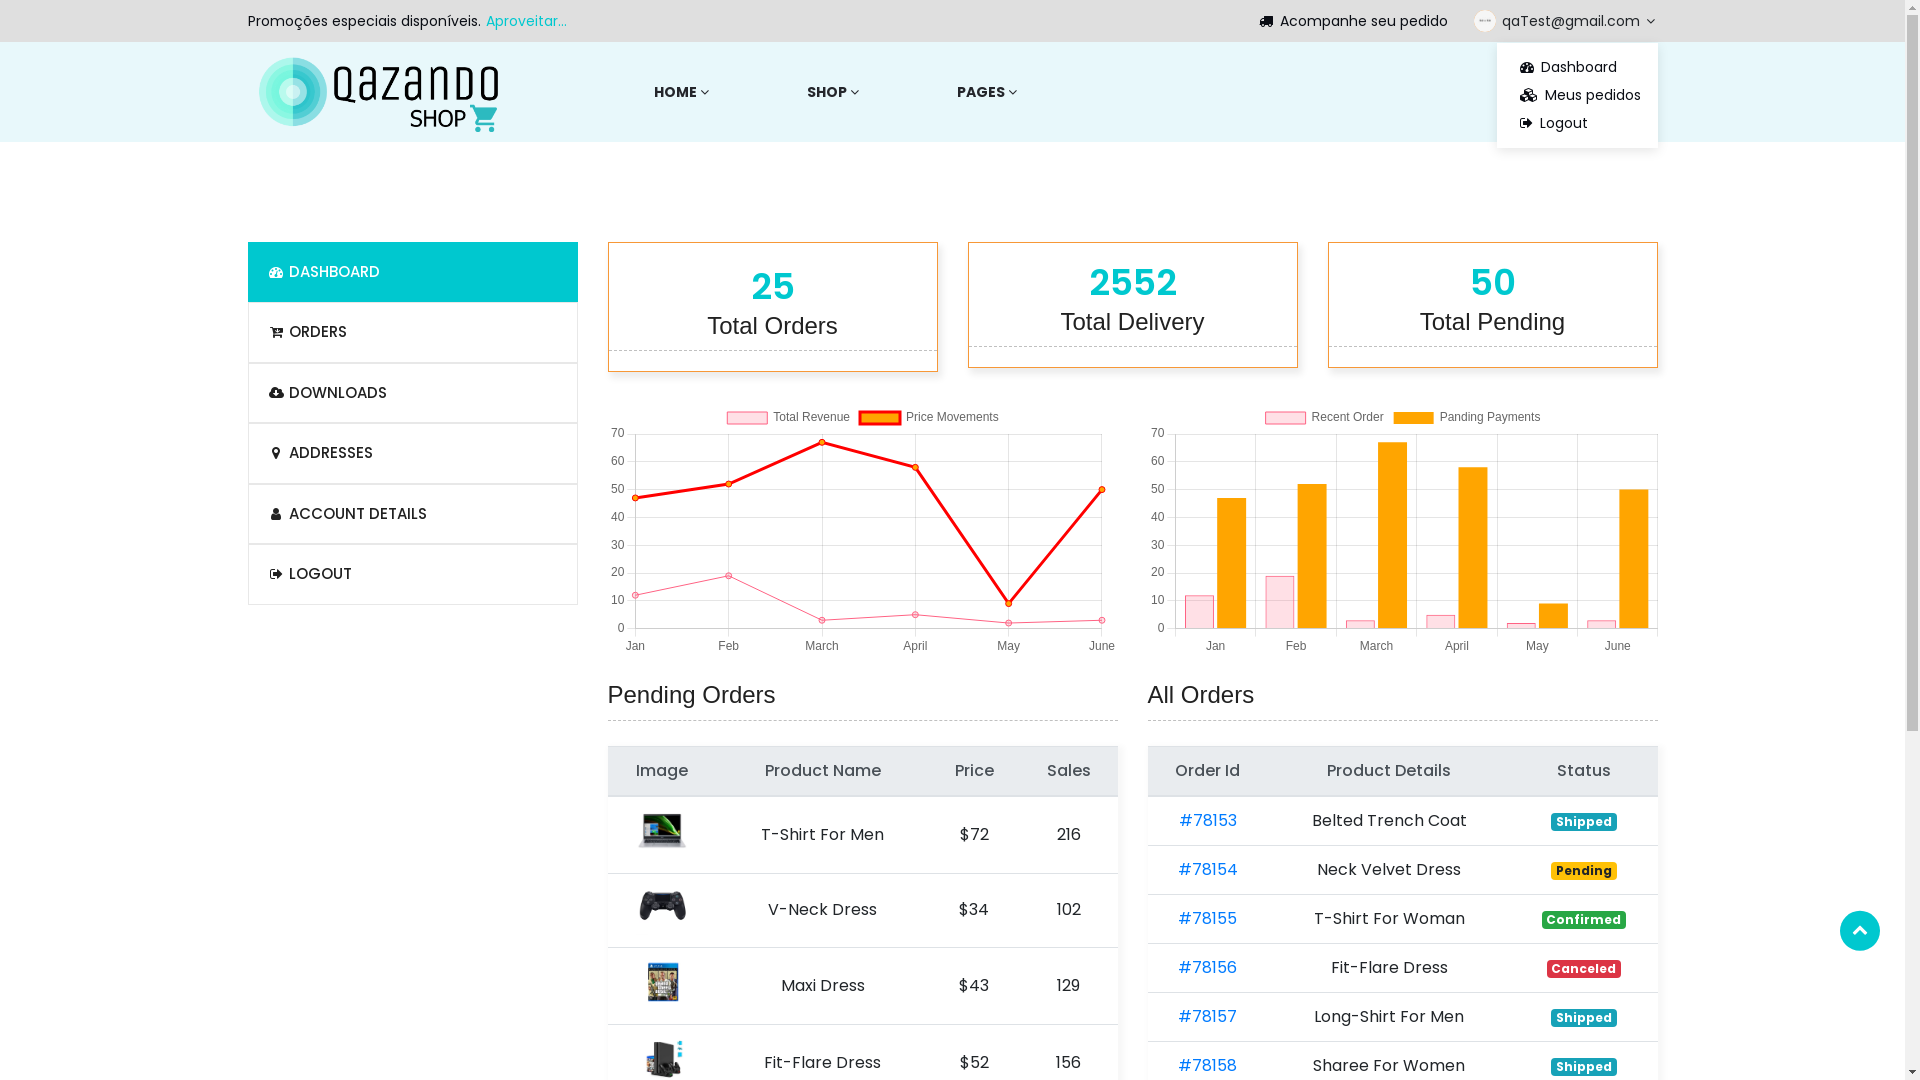 Promoções especiais disponíveis. Aproveitar...
Acompanhe seu pedido
qaTest@gmail.com
Dashboard
Meus pedidos
Logout
QAZANDO
SHOP
HOME
SHOP
PAGES
DASHBOARD
ORDERS
DOWNLOADS
ADDRESSES
ACCOUNT DETAILS
LOGOUT
25
Total Orders
2552
Total Delivery
50
Total Pending
Total Revenue Price Movements
70
60
50
40
30
20
10
0
Jan Feb March April May June
Recent Order Panding Payments
70
60
50
40
30
20
10
0
Jan Feb March April May June
Pending Orders
Image Product Name Price Sales
T-Shirt For Men $72 216
V-Neck Dress $34 102
Maxi Dress $43 129
Fit-Flare Dress $52 156
All Orders
Order Id Product Details Status
#78153 Belted Trench Coat Shipped
#78154 Neck Velvet Dress Pending
#78155 T-Shirt For Woman Confirmed
#78156 Fit-Flare Dress Canceled
#78157 Long-Shirt For Men Shipped
#78158 Sharee For Women Shipped